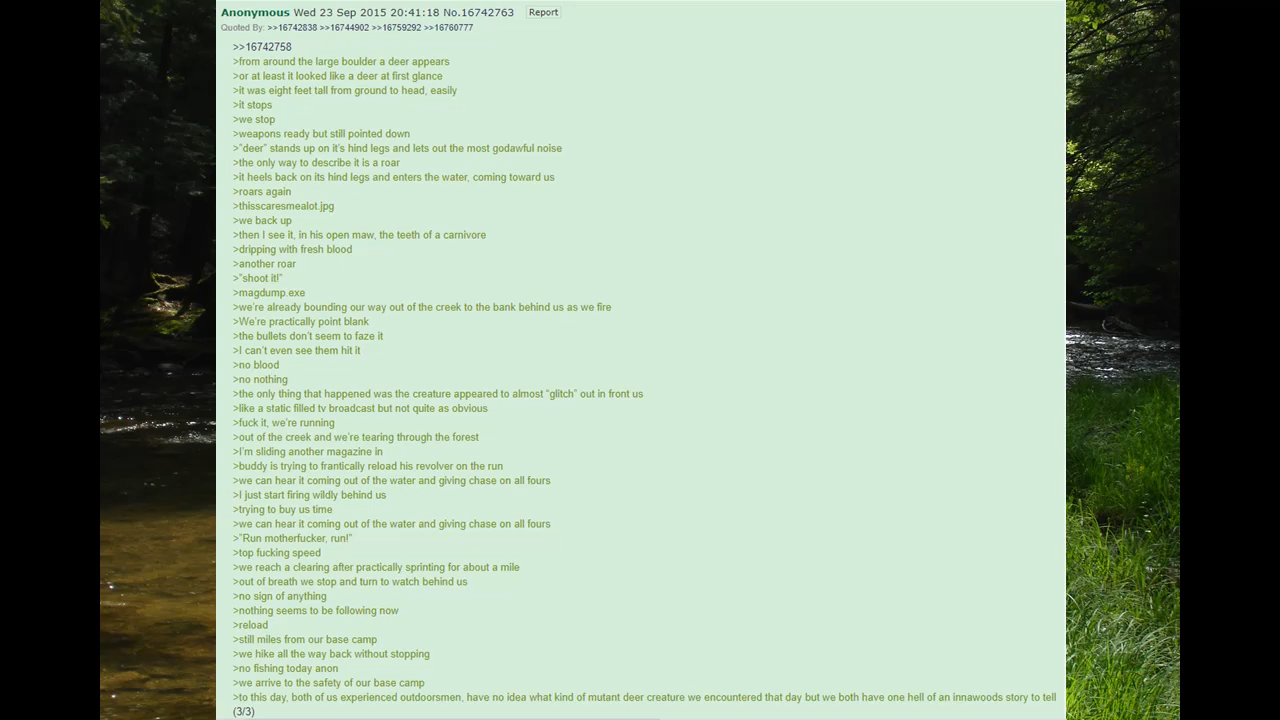 Anonymous Wed 23 Sep 2015 20:41:18 No.16742763 Report
Quoted By: >>16742838 >>16744902 >>16759292 >>16760777
>>16742758
>from around the large boulder a deer appears
>or at least it looked like a deer at first glance
>it was eight feet tall from ground to head, easily
>it stops
>we stop
>weapons ready but still pointed down
>"deer" stands up on it's hind legs and lets out the most godawful noise
>the only way to describe it is a roar
>it heels back on its hind legs and enters the water, coming toward us
>roars again
>thisscaresmealot.jpg
>we back up
>then I see it, in his open maw, the teeth of a carnivore
>dripping with fresh blood
>another roar
>"shoot it!"
>magdump.exe
>we're already bounding our way out of the creek to the bank behind us as we fire
>We're practically point blank
>the bullets don't seem to faze it
>I can't even see them hit it
>no blood
>no nothing
>the only thing that happened was the creature appeared to almost "glitch" out in front us
>like a static filled tv broadcast but not quite as obvious
>fuck it, we're running
>out of the creek and we're tearing through the forest
>I'm sliding another magazine in
>buddy is trying to frantically reload his revolver on the run
>we can hear it coming out of the water and giving chase on all fours
>I just start firing wildly behind us
>trying to buy us time
>we can hear it coming out of the water and giving chase on all fours
>"Run motherfucker, run!"
>top fucking speed
>we reach a clearing after practically sprinting for about a mile
>out of breath we stop and turn to watch behind us
>no sign of anything
>nothing seems to be following now
>reload
>still miles from our base camp
>we hike all the way back without stopping
>no fishing today anon
>we arrive to the safety of our base camp
>to this day, both of us experienced outdoorsmen, have no idea what kind of mutant deer creature we encountered that day but we both have one hell of an innawoods story to tell
(3/3)